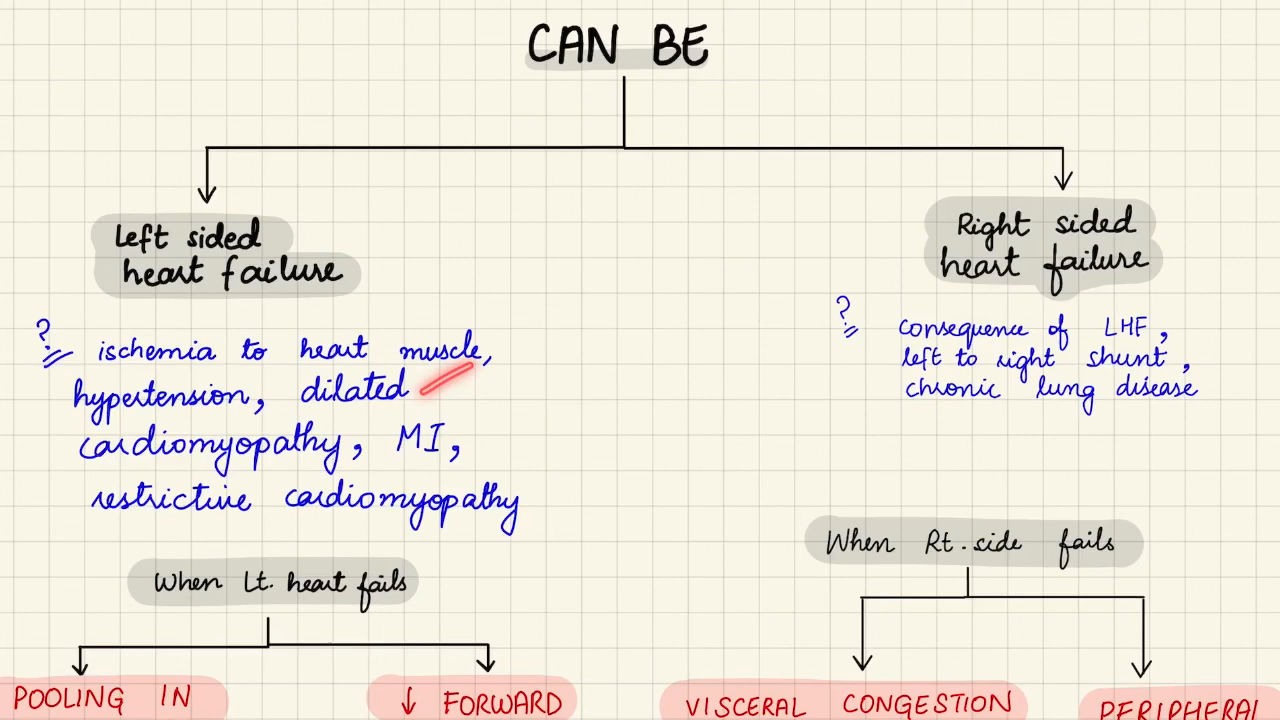 CAN BE
Left sided
heart failure
Right sided
heart failure
?
ischemia to heart muscle,
hypertension, dilated
cardiomyopathy, MI,
restrictive cardiomyopathy
?
consequence of LHF,
left to right shunt,
chronic lung disease
When Lt. heart fails
When Rt. side fails
POOLING IN
↓ FORWARD
VISCERAL CONGESTION
PERIPHERAL